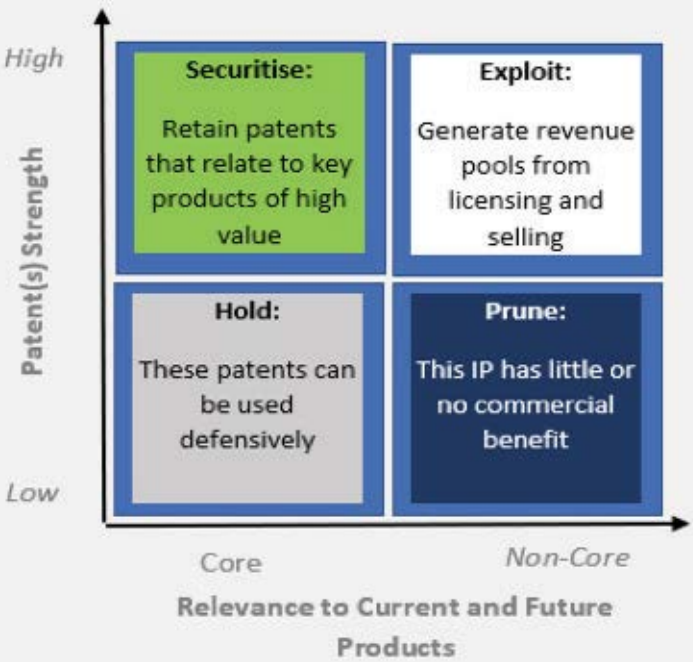 High
Patent(s) Strength
Low
Securitise:
Retain patents
that relate to key
products of high
value
Exploit:
Generate revenue
pools from
licensing and
selling
Hold:
These patents can
be used
defensively
Prune:
This IP has little or
no commercial
benefit
Core
Non-Core
Relevance to Current and Future
Products